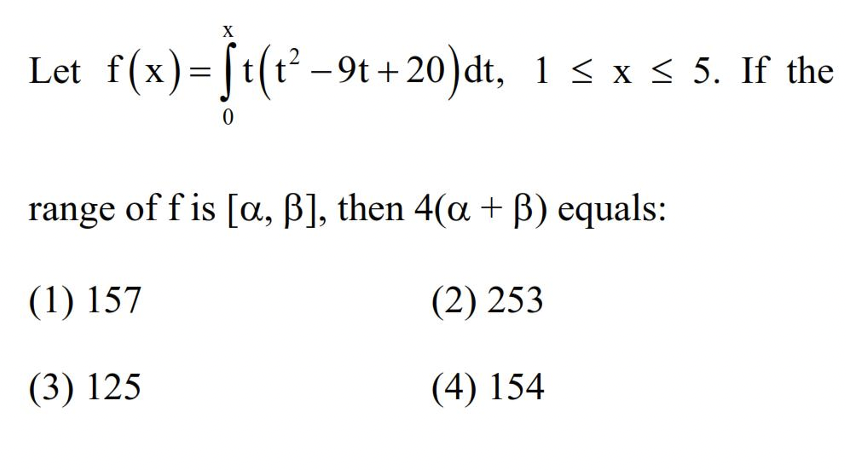 Let f(x) = ∫₀ˣ t(t² – 9t + 20)dt, 1 ≤ x ≤ 5. If the
range of f is [α, β], then 4(α + β) equals:
(1) 157 (2) 253
(3) 125 (4) 154